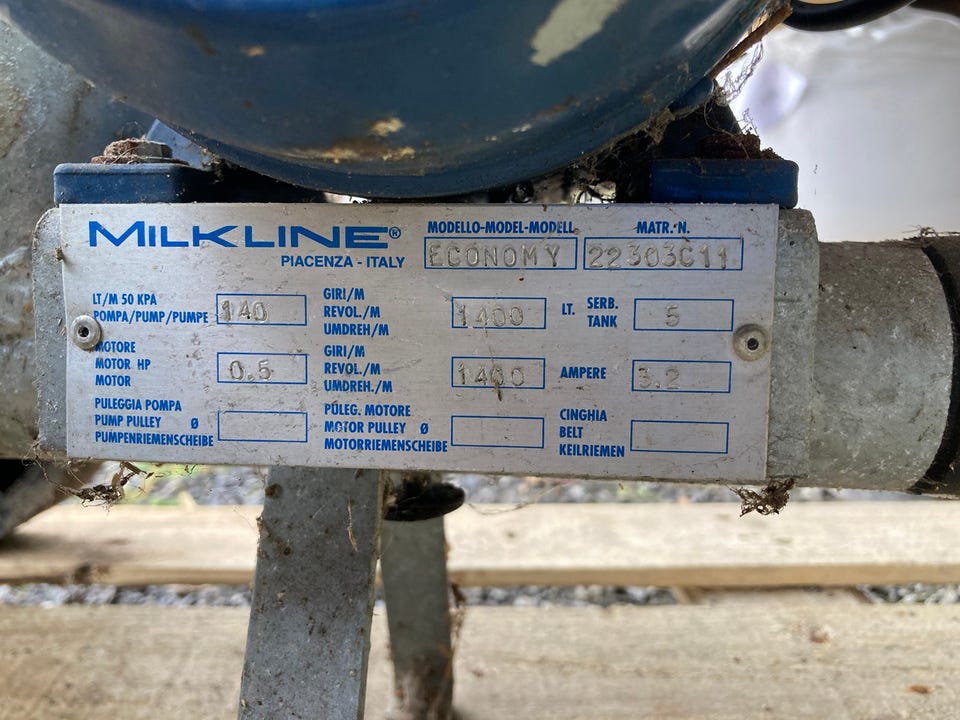 MILKLINE®
PIACENZA - ITALY
MODELLO-MODEL-MODELL
ECONOMY
MATR. N.
22303C11
LT/M 50 KPA
POMPA/PUMP/PUMPE
140
GIRI/M
REVOL./M
UMDREH/M
1400
LT. SERB.
TANK
5
MOTORE
MOTOR HP
MOTOR
0.5
GIRI/M
REVOL./M
UMDREH./M
1400
AMPERE
3.2
PULEGGIA POMPA
PUMP PULLEY Ø
PUMPENRIEMENSCHEIBE
PULEG. MOTORE
MOTOR PULLEY Ø
MOTORRIEMENSCHEIBE
CINGHIA
BELT
KEILRIEMEN